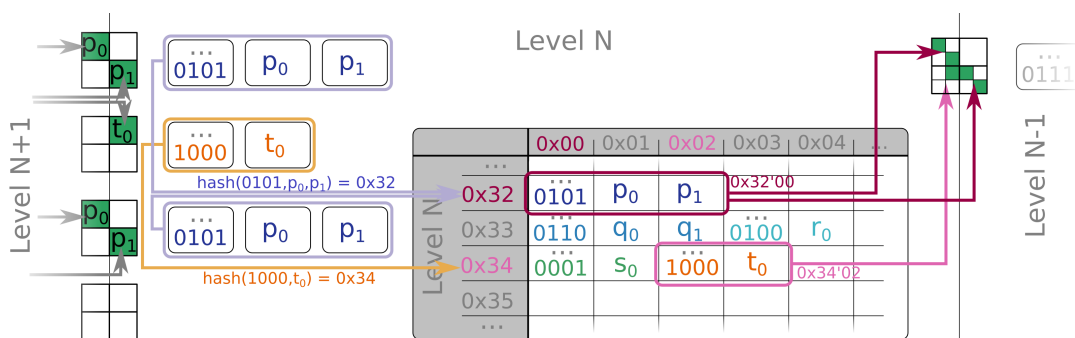 Level N
p₀
p₁
t₀
p₀
p₁
Level N+1
...
0101 p₀ p₁
...
1000 t₀
hash(0101,p₀,p₁) = 0x32
...
0101 p₀ p₁
hash(1000,t₀) = 0x34
Level N
0x00 0x01 0x02 0x03 0x04 ...
...
0x32 ... 0101 p₀ p₁
0x32'00
0x33 ... 0110 q₀ q₁ ... 0100 r₀
0x34 ... 0001 s₀ ... 1000 t₀
0x34'02
0x35
...
...
0111
Level N-1